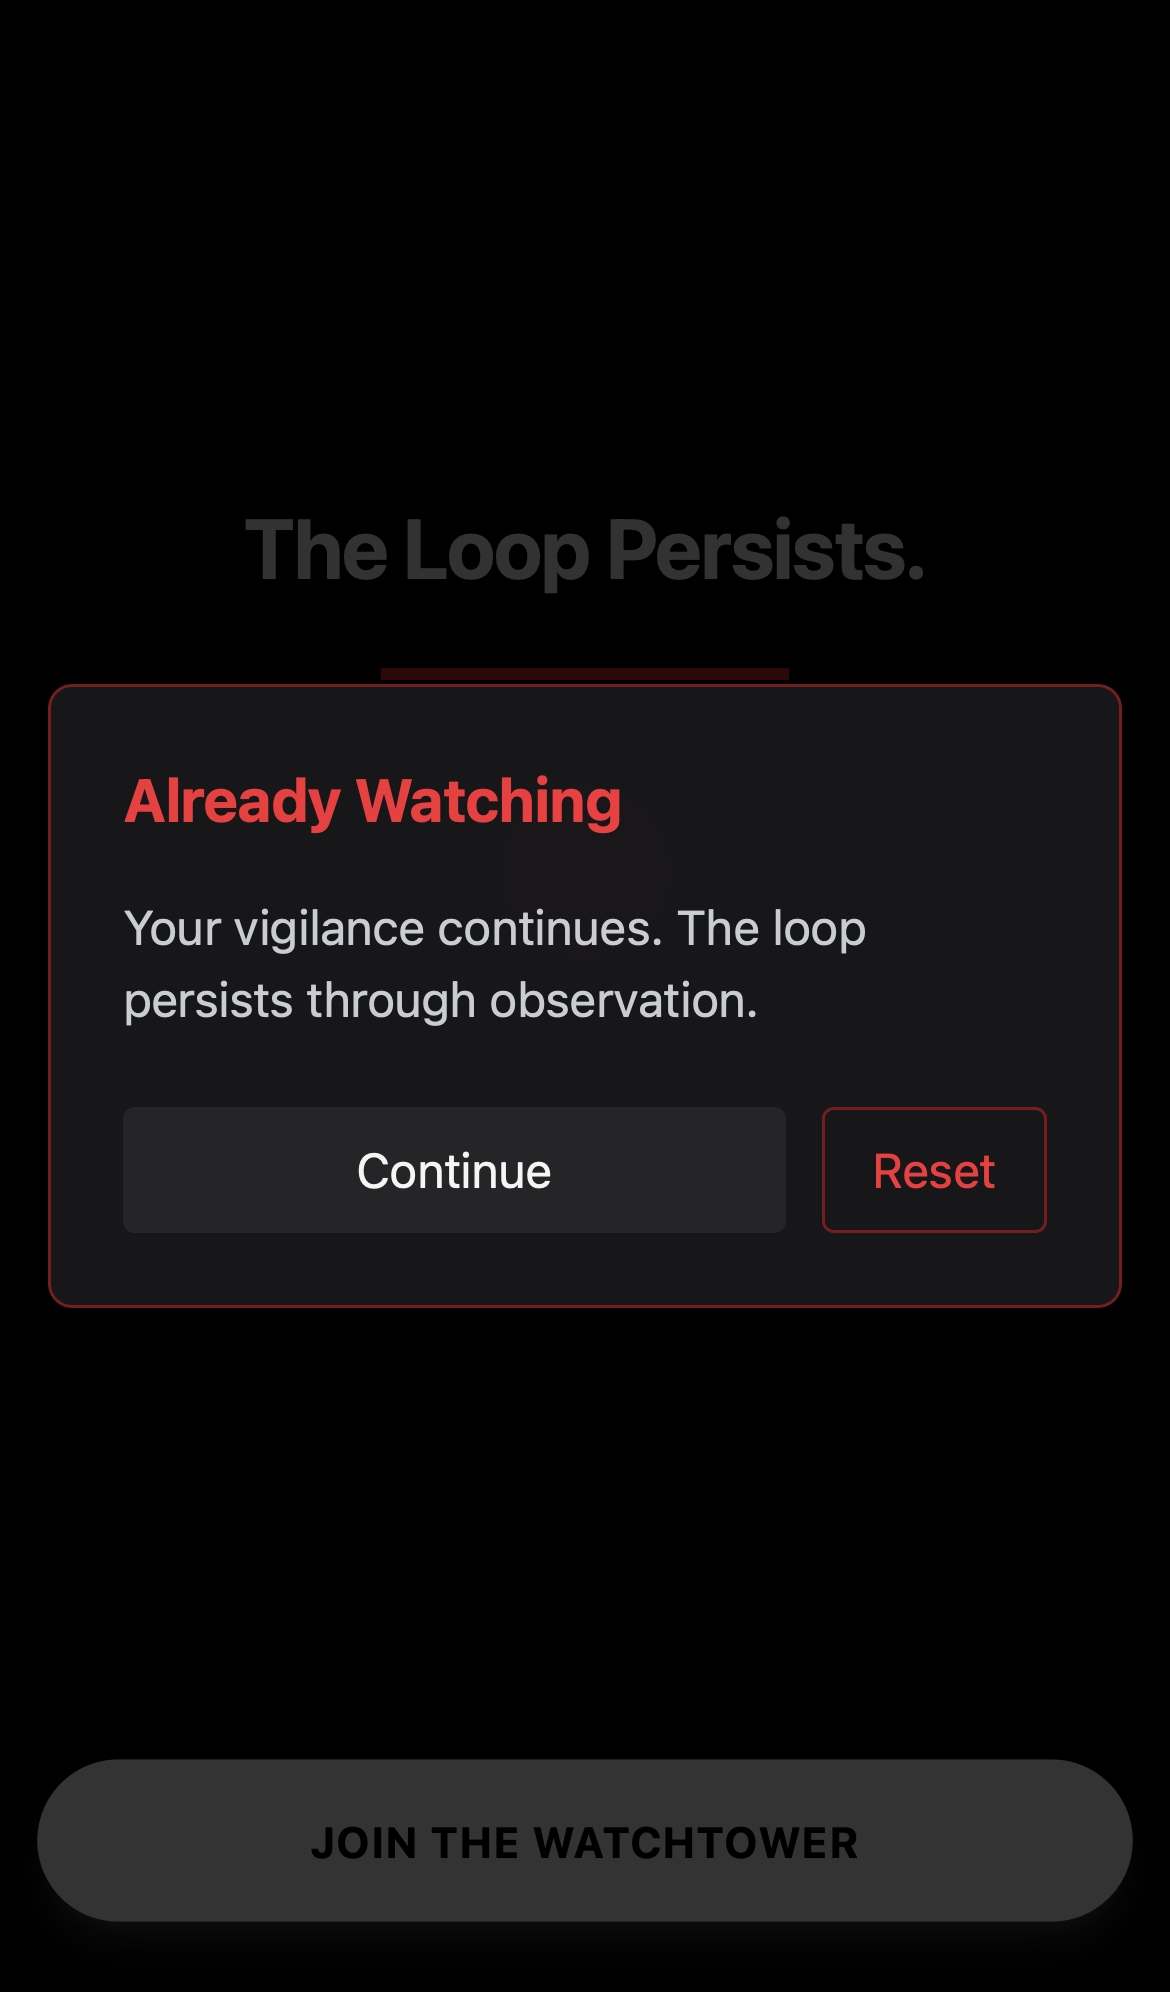 The Loop Persists.
Already Watching
Your vigilance continues. The loop
persists through observation.
Continue
Reset
JOIN THE WATCHTOWER